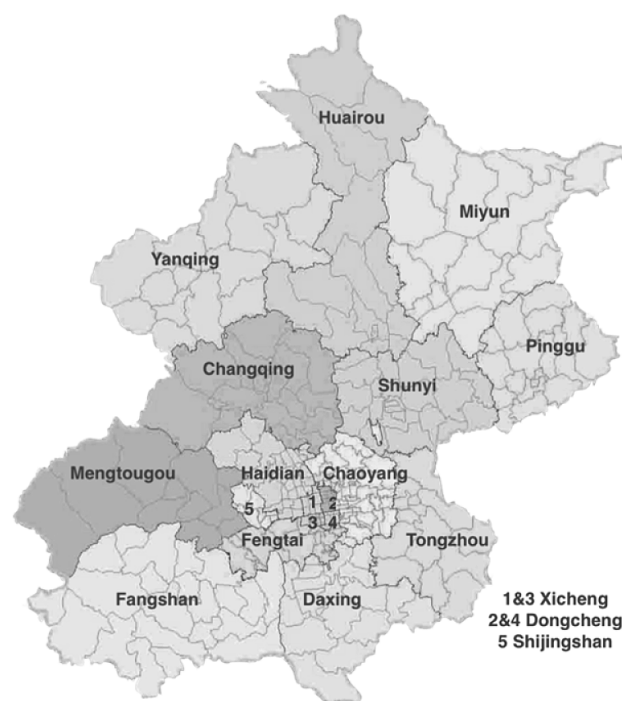 Huairou
Miyun
Yanqing
Pinggu
Changqing
Shunyi
Mengtougou
Haidian
Chaoyang
5
1
2
3
4
Fengtai
Tongzhou
Fangshan
Daxing
1&3 Xicheng
2&4 Dongcheng
5 Shijingshan